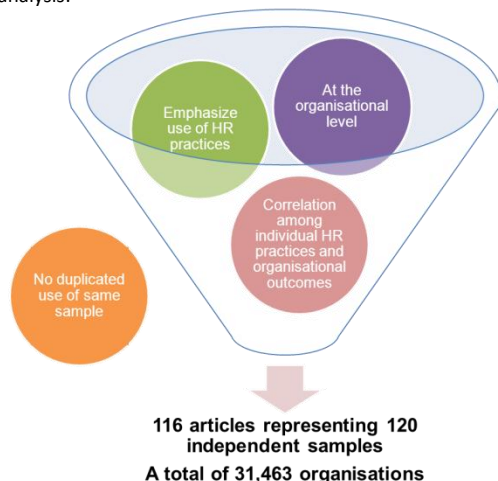 analysis.
At the
organisational
level
Emphasize
use of HR
practices
Correlation
among
individual HR
practices and
organisational
outcomes
No duplicated
use of same
sample
116 articles representing 120
independent samples
A total of 31,463 organisations